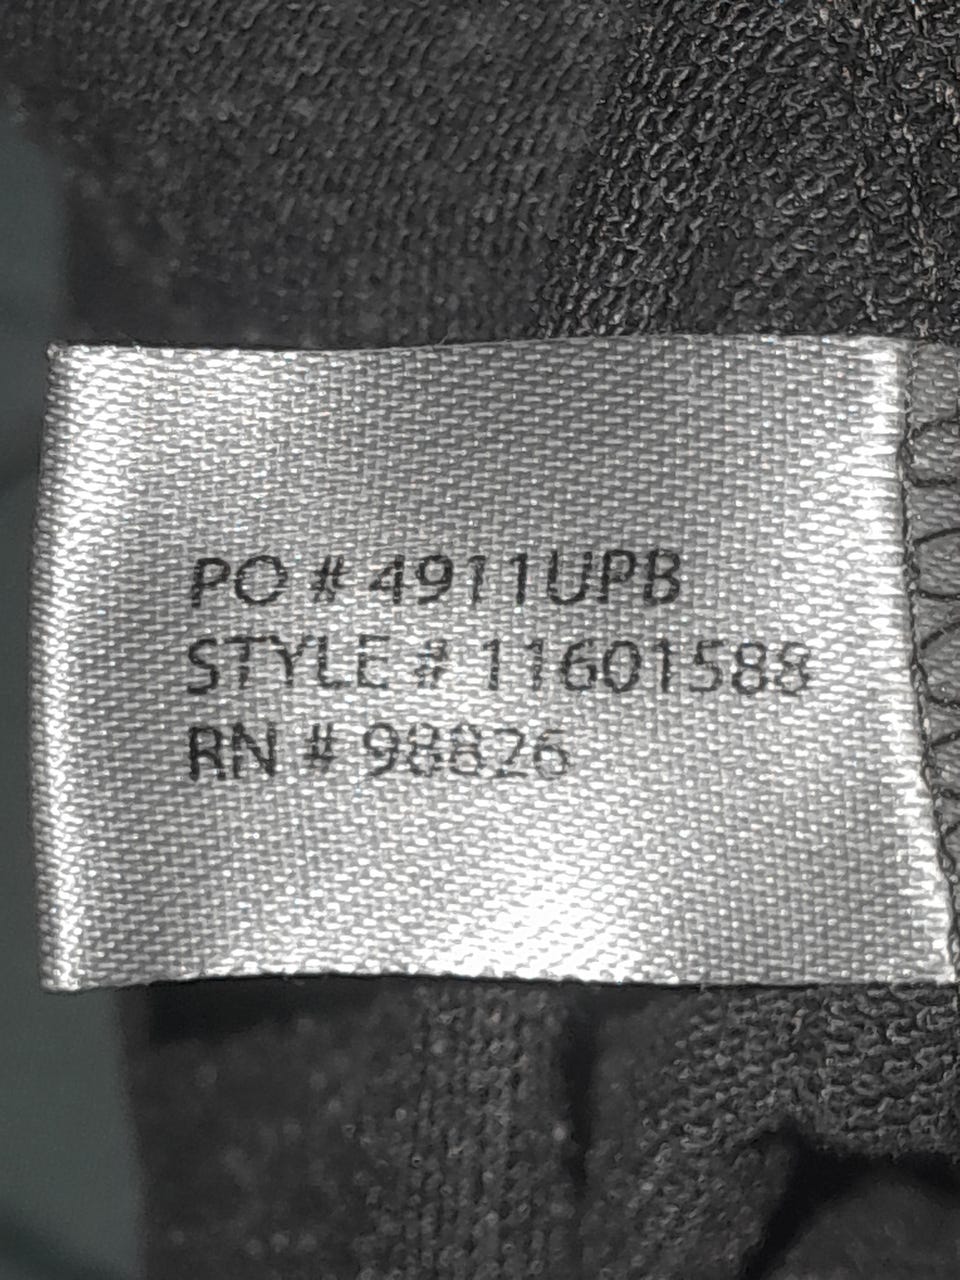 PO # 4911UPB
STYLE # 11601588
RN # 98826